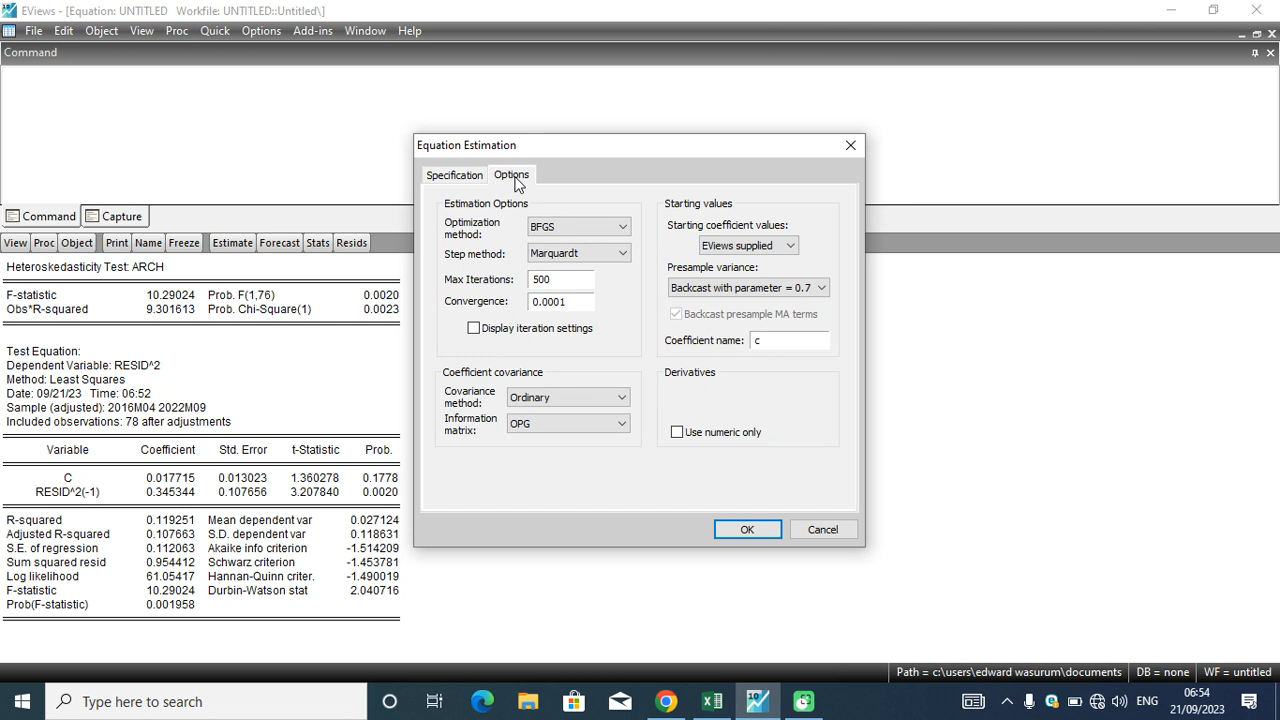 EViews - [Equation: UNTITLED   Workfile: UNTITLED::Untitled\]
File Edit Object View Proc Quick Options Add-ins Window Help
Command
Command Capture
View Proc Object Print Name Freeze Estimate Forecast Stats Resids
Heteroskedasticity Test: ARCH
F-statistic 10.29024 Prob. F(1,76) 0.0020
Obs*R-squared 9.301613 Prob. Chi-Square(1) 0.0023
Test Equation:
Dependent Variable: RESID^2
Method: Least Squares
Date: 09/21/23 Time: 06:52
Sample (adjusted): 2016M04 2022M09
Included observations: 78 after adjustments
Variable Coefficient Std. Error t-Statistic Prob.
C 0.017715 0.013023 1.360278 0.1778
RESID^2(-1) 0.345344 0.107656 3.207840 0.0020
R-squared 0.119251 Mean dependent var 0.027124
Adjusted R-squared 0.107663 S.D. dependent var 0.118631
S.E. of regression 0.112063 Akaike info criterion -1.514209
Sum squared resid 0.954412 Schwarz criterion -1.453781
Log likelihood 61.05417 Hannan-Quinn criter. -1.490019
F-statistic 10.29024 Durbin-Watson stat 2.040716
Prob(F-statistic) 0.001958
Equation Estimation
Specification Options
Estimation Options
Optimization
method: BFGS
Step method: Marquardt
Max Iterations: 500
Convergence: 0.0001
Display iteration settings
Starting values
Starting coefficient values:
EViews supplied
Presample variance:
Backcast with parameter = 0.7
Backcast presample MA terms
Coefficient name: c
Coefficient covariance
Covariance
method: Ordinary
Information
matrix: OPG
Derivatives
Use numeric only
OK Cancel
Path = c:\users\edward wasurum\documents DB = none WF = untitled
Type here to search
ENG
06:54
21/09/2023